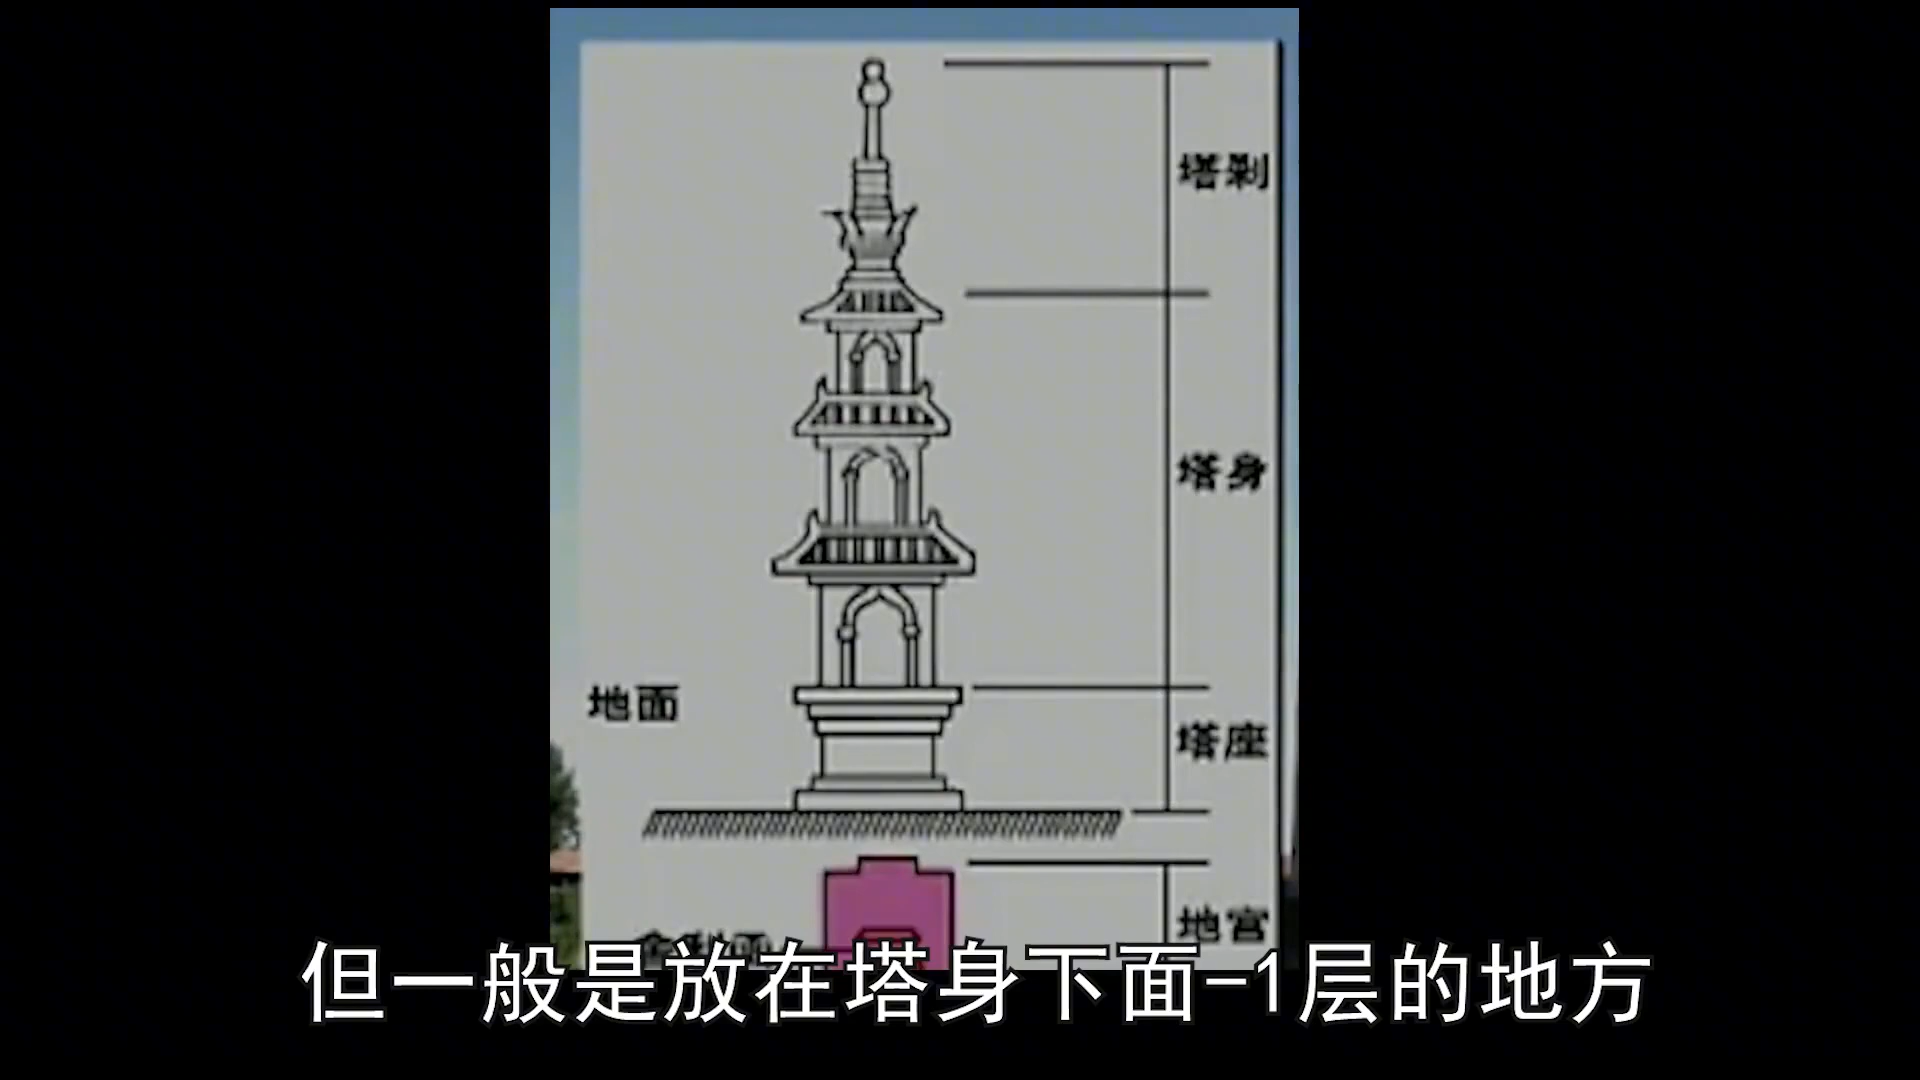 塔刹
塔身
地面
塔座
地宫
但一般是放在塔身下面-1层的地方